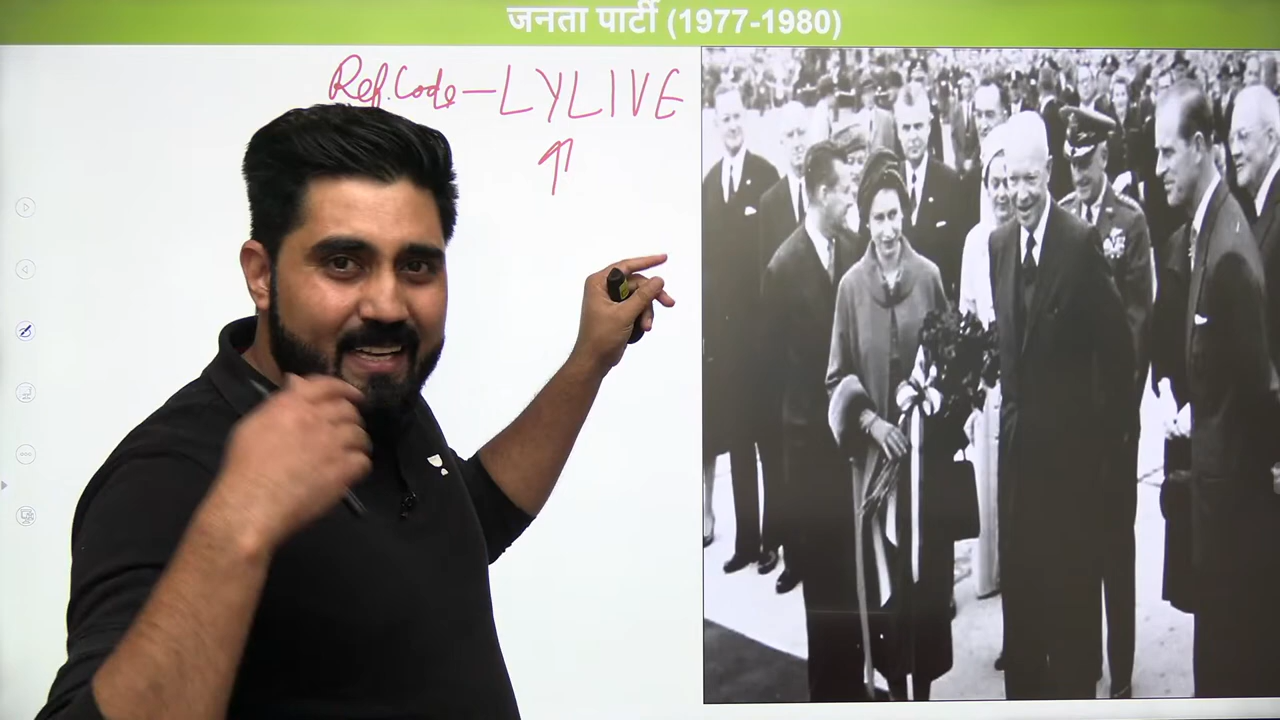 जनता पार्टी (1977-1980)
Ref. Code — LYLIVE